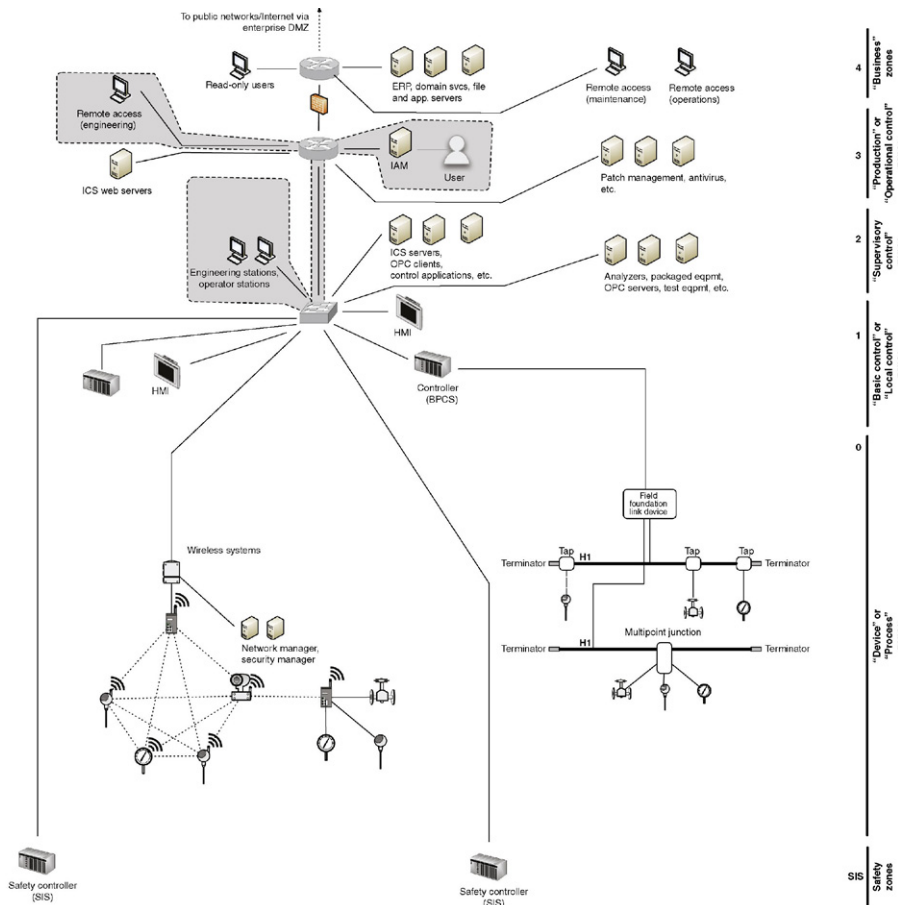 To public networks/Internet via
enterprise DMZ
Read-only users
ERP, domain svcs, file
and app. servers
Remote access
(maintenance)
Remote access
(operations)
4
"Business"
zones
Remote access
(engineering)
ICS web servers
IAM
User
Patch management, antivirus,
etc.
3
"Production" or
"Operational control"
Engineering stations,
operator stations
ICS servers,
OPC clients,
control applications, etc.
Analyzers, packaged eqpmt,
OPC servers, test eqpmt, etc.
2
"Supervisory
control"
HMI
HMI
Controller
(BPCS)
1
"Basic control" or
"Local control"
0
"Device" or
"Process"
Field
foundation
link device
Wireless systems
Network manager,
security manager
Tap
H1
Tap
Tap
Terminator
Terminator
H1
Multipoint junction
Terminator
Terminator
Safety controller
(SIS)
Safety controller
(SIS)
SIS
Safety
zones